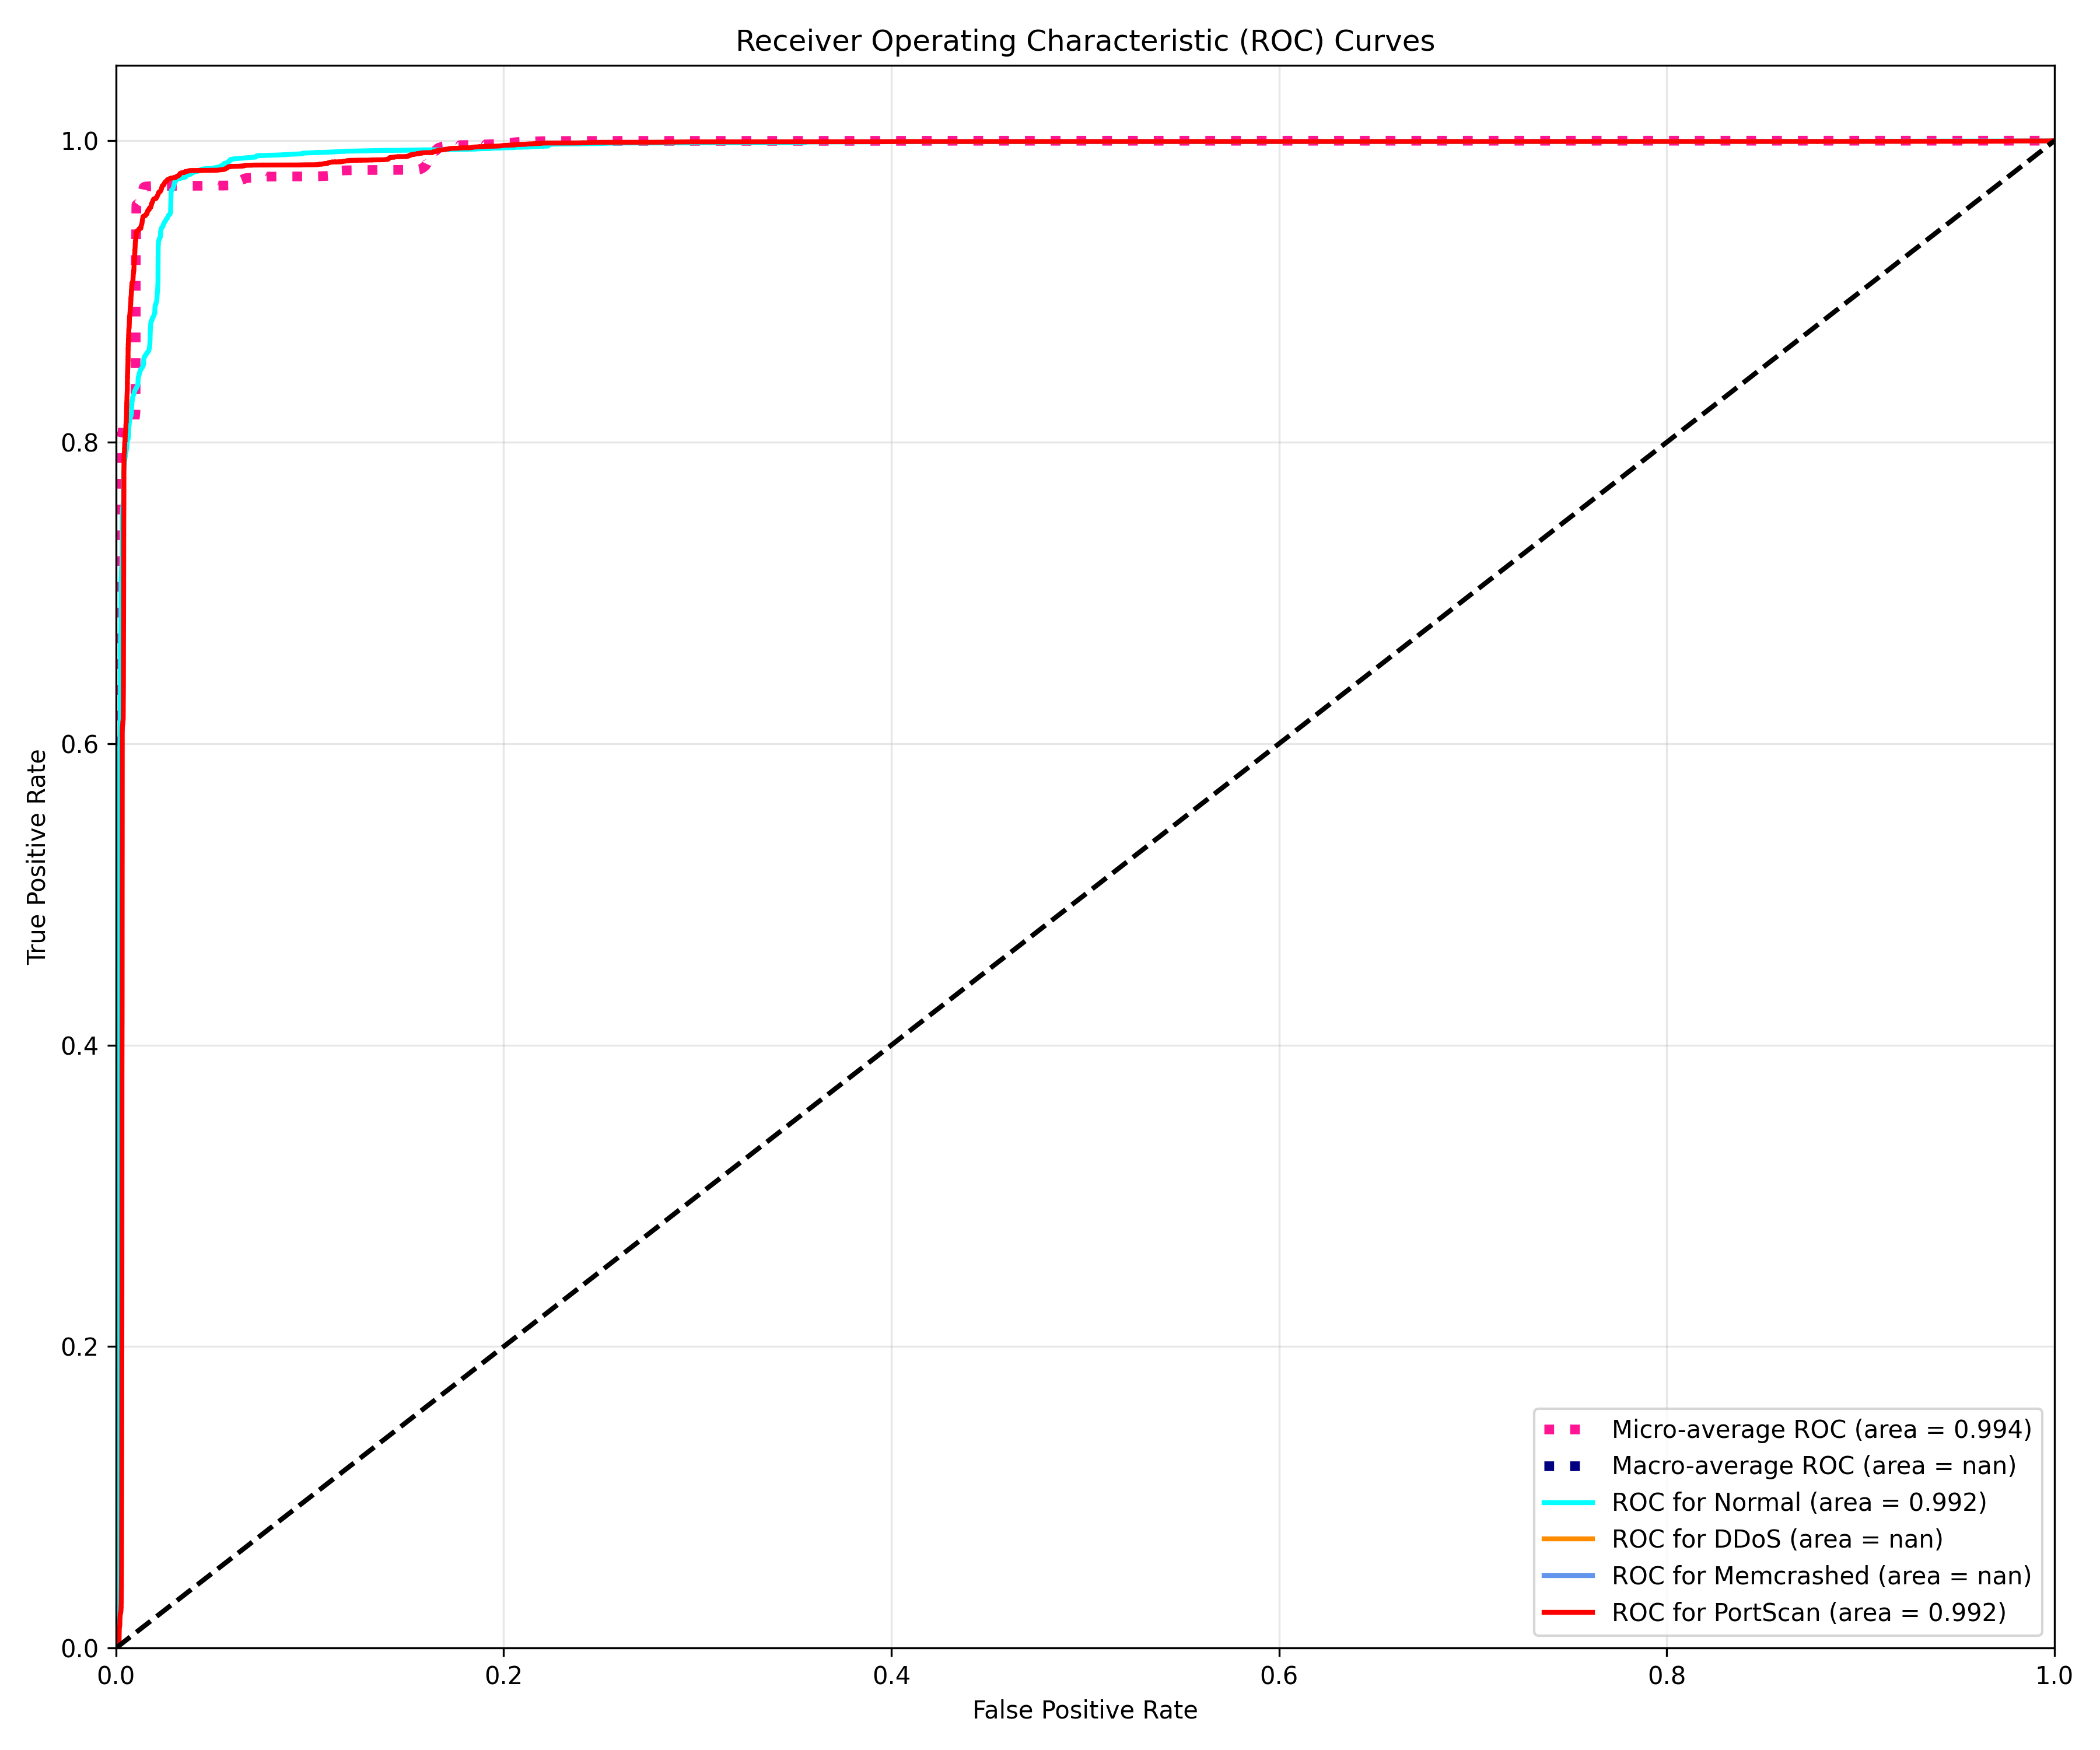 Receiver Operating Characteristic (ROC) Curves
1.0
0.8
0.6
0.4
0.2
0.0
True Positive Rate
0.0 0.2 0.4 0.6 0.8 1.0
False Positive Rate
Micro-average ROC (area = 0.994)
Macro-average ROC (area = nan)
ROC for Normal (area = 0.992)
ROC for DDoS (area = nan)
ROC for Memcrashed (area = nan)
ROC for PortScan (area = 0.992)